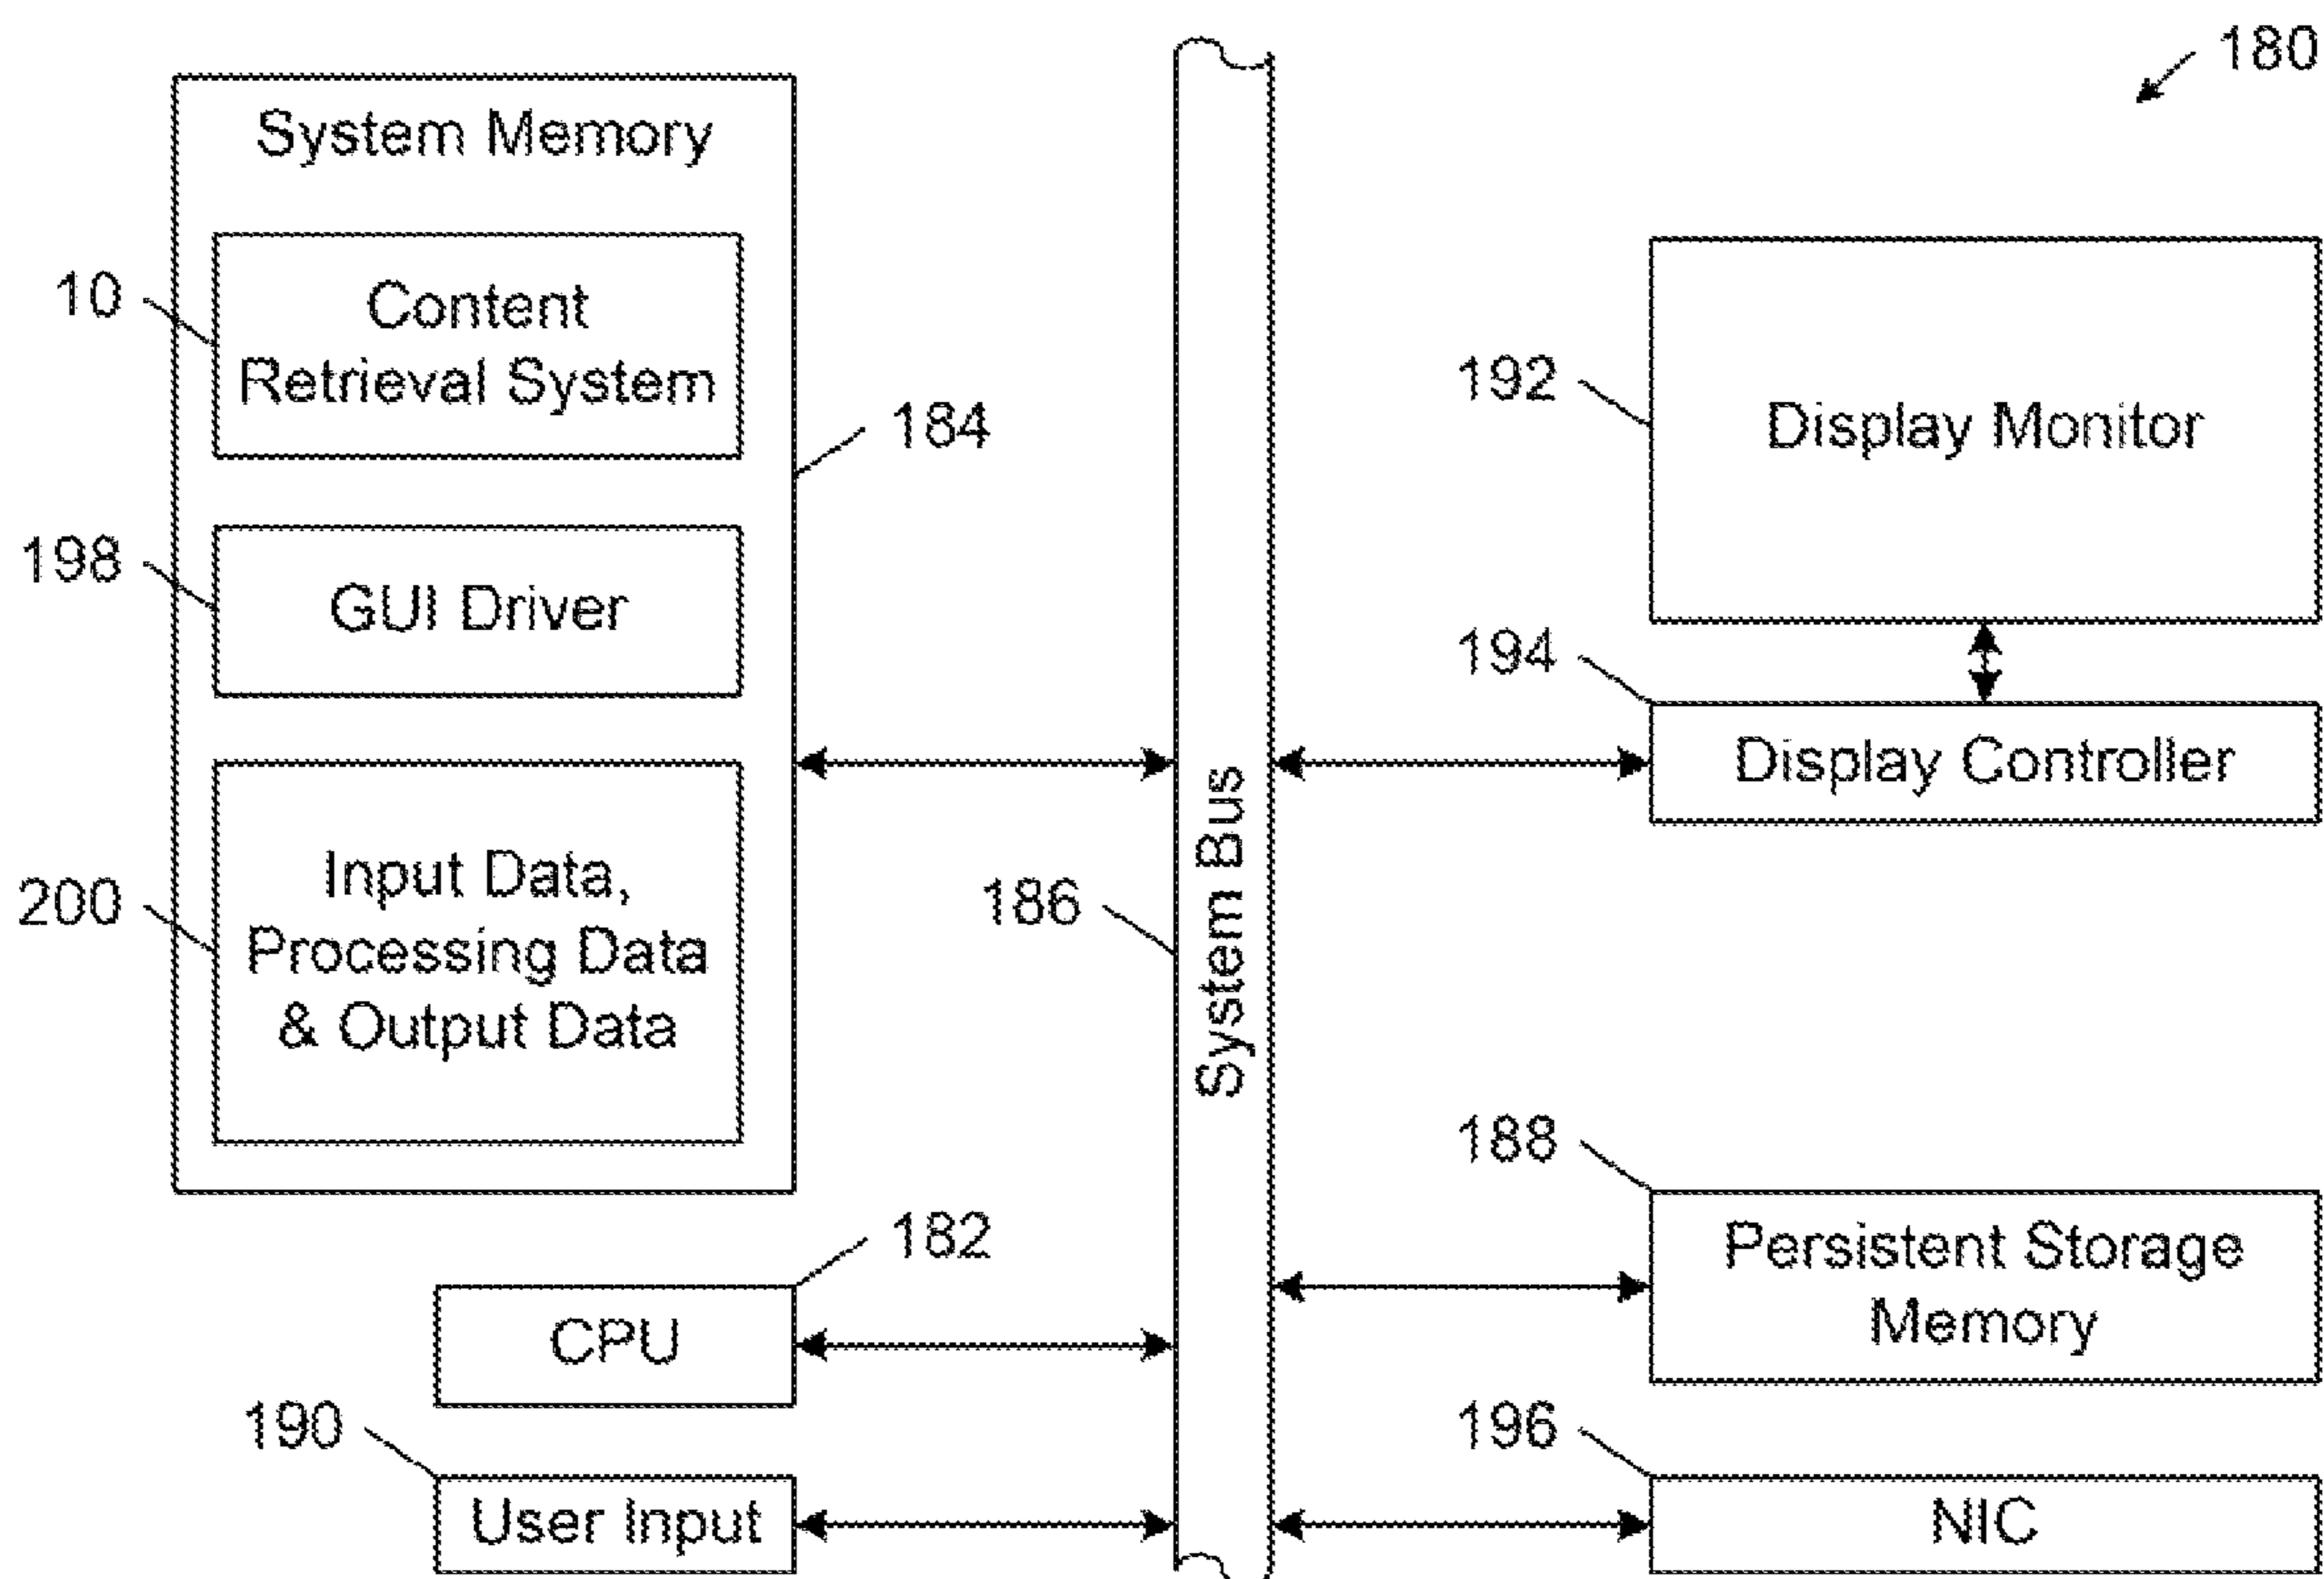 180
System Memory
10
Content
Retrieval System
184
198
GUI Driver
200
Input Data,
Processing Data
& Output Data
182
CPU
190
User Input
186
System Bus
192
Display Monitor
194
Display Controller
188
Persistent Storage
Memory
196
NIC